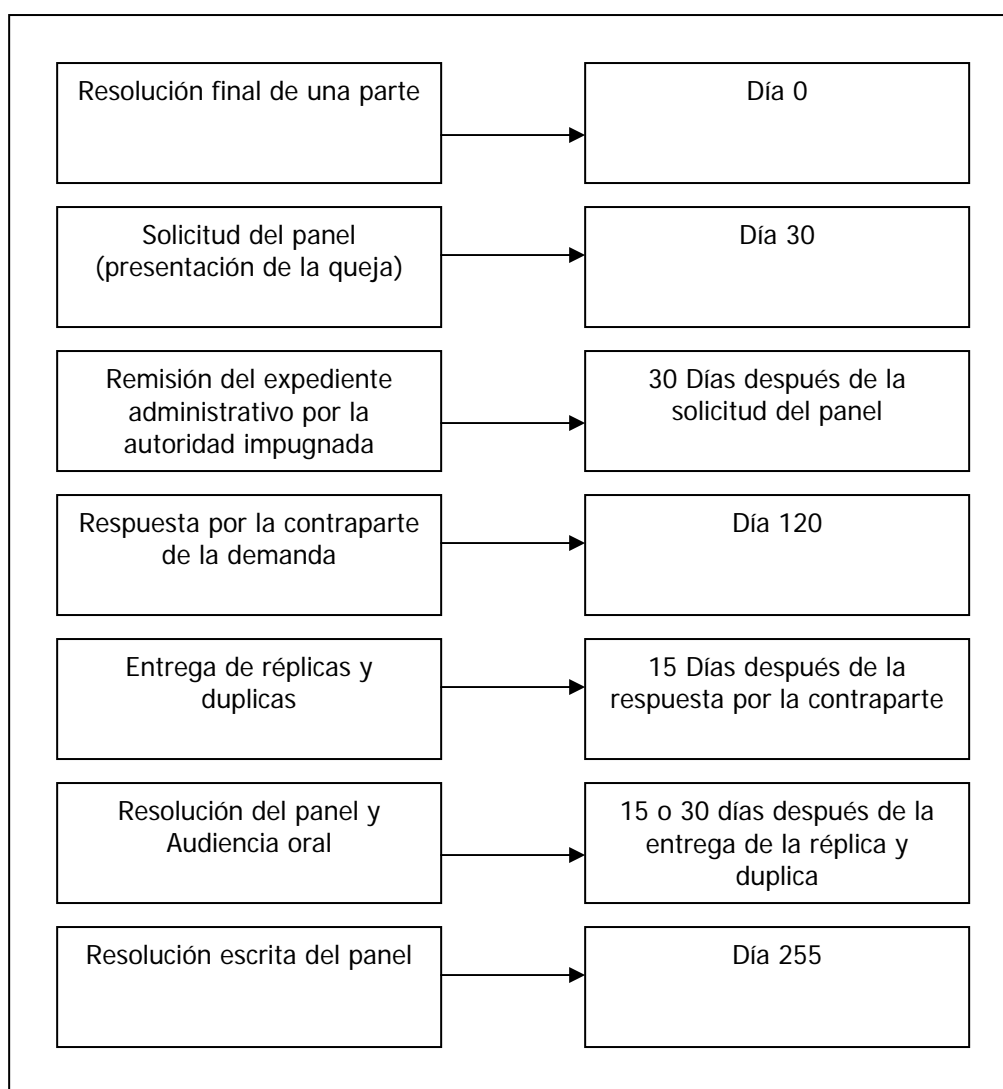 Resolución final de una parte
Día 0
Solicitud del panel
(presentación de la queja)
Día 30
Remisión del expediente
administrativo por la
autoridad impugnada
30 Días después de la
solicitud del panel
Respuesta por la contraparte
de la demanda
Día 120
Entrega de réplicas y
duplicas
15 Días después de la
respuesta por la contraparte
Resolución del panel y
Audiencia oral
15 o 30 días después de la
entrega de la réplica y
duplica
Resolución escrita del panel
Día 255